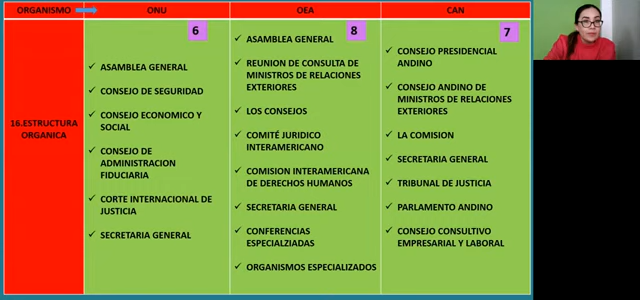 ORGANISMO
ONU
OEA
CAN
16.ESTRUCTURA
ORGANICA
6
✓ ASAMBLEA GENERAL
✓ CONSEJO DE SEGURIDAD
✓ CONSEJO ECONOMICO Y
SOCIAL
✓ CONSEJO DE
ADMINISTRACION
FIDUCIARIA
✓ CORTE INTERNACIONAL DE
JUSTICIA
✓ SECRETARIA GENERAL
8
✓ ASAMBLEA GENERAL
✓ REUNION DE CONSULTA DE
MINISTROS DE RELACIONES
EXTERIORES
✓ LOS CONSEJOS
✓ COMITÉ JURIDICO
INTERAMERICANO
✓ COMISION INTERAMERICANA
DE DERECHOS HUMANOS
✓ SECRETARIA GENERAL
✓ CONFERENCIAS
ESPECIALZIADAS
✓ ORGANISMOS ESPECIALIZADOS
7
✓ CONSEJO PRESIDENCIAL
ANDINO
✓ CONSEJO ANDINO DE
MINISTROS DE RELACIONES
EXTERIORES
✓ LA COMISION
✓ SECRETARIA GENERAL
✓ TRIBUNAL DE JUSTICIA
✓ PARLAMENTO ANDINO
✓ CONSEJO CONSULTIVO
EMPRESARIAL Y LABORAL